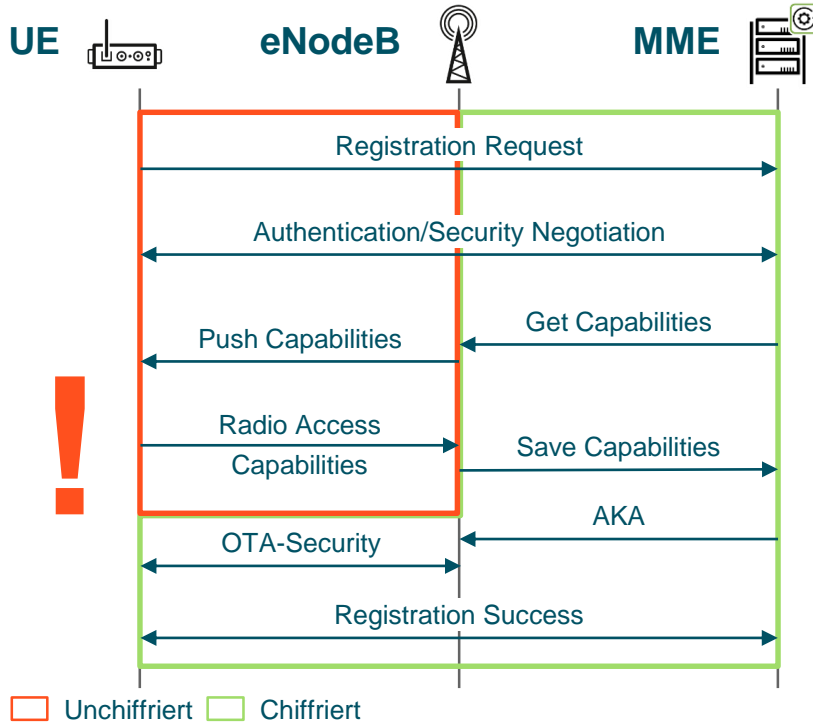 UE
eNodeB
MME
Registration Request
Authentication/Security Negotiation
Get Capabilities
Push Capabilities
Radio Access
Capabilities
Save Capabilities
AKA
OTA-Security
Registration Success
!
Unchiffriert
Chiffriert